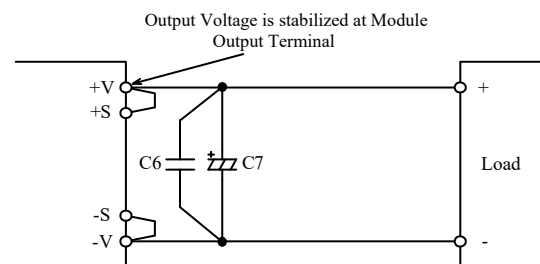 Output Voltage is stabilized at Module
Output Terminal
+V
+
+S
C6
+
C7
Load
-S
-V
-